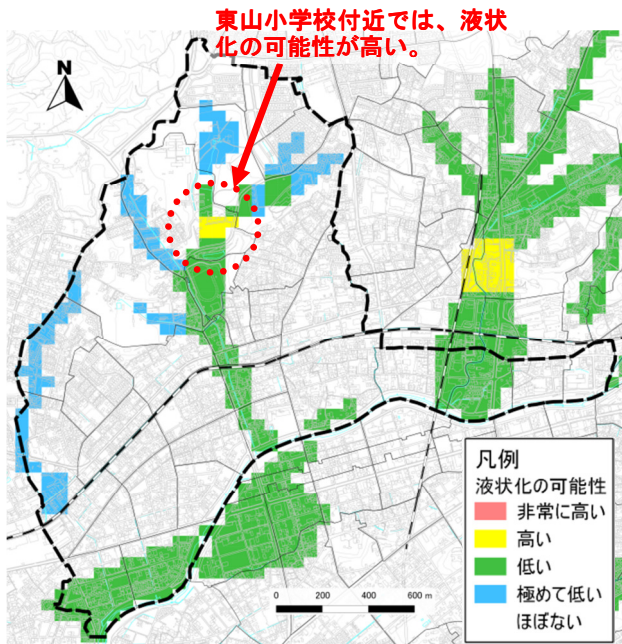 東山小学校付近では、液状
化の可能性が高い。
N
凡例
液状化の可能性
非常に高い
高い
低い
極めて低い
ほぼない
0 200 400 600 m